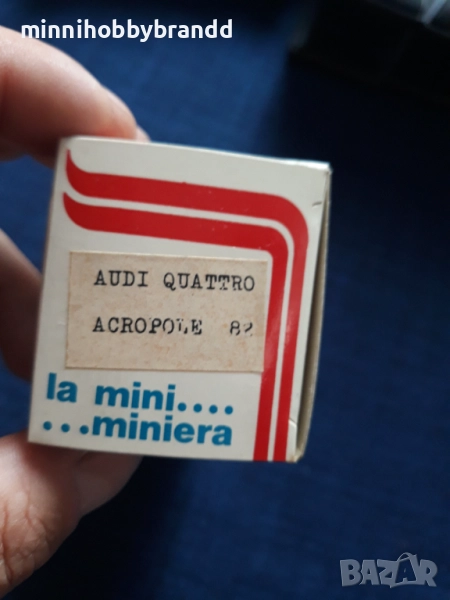 minnihobbybrandd
AUDI QUATTRO
ACROPOLE 82
la mini....
...miniera
BAZAR